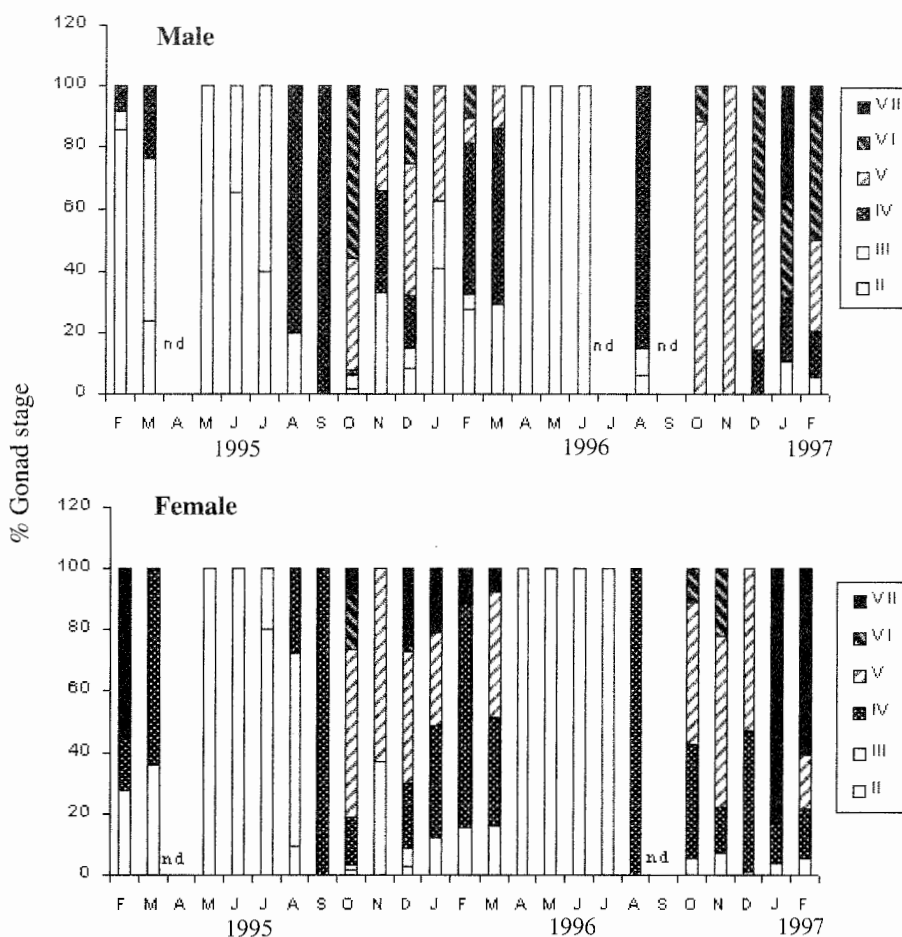 % Gonad stage
Male
120
100
80
60
40
20
0
nd
nd
nd
F M A M J J A S O N D J F M A M J J A S O N D J F
1995 1996 1997
VII
VI
V
IV
III
II
Female
120
100
80
60
40
20
0
nd
nd
F M A M J J A S O N D J F M A M J J A S O N D J F
1995 1996 1997
VII
VI
V
IV
III
II